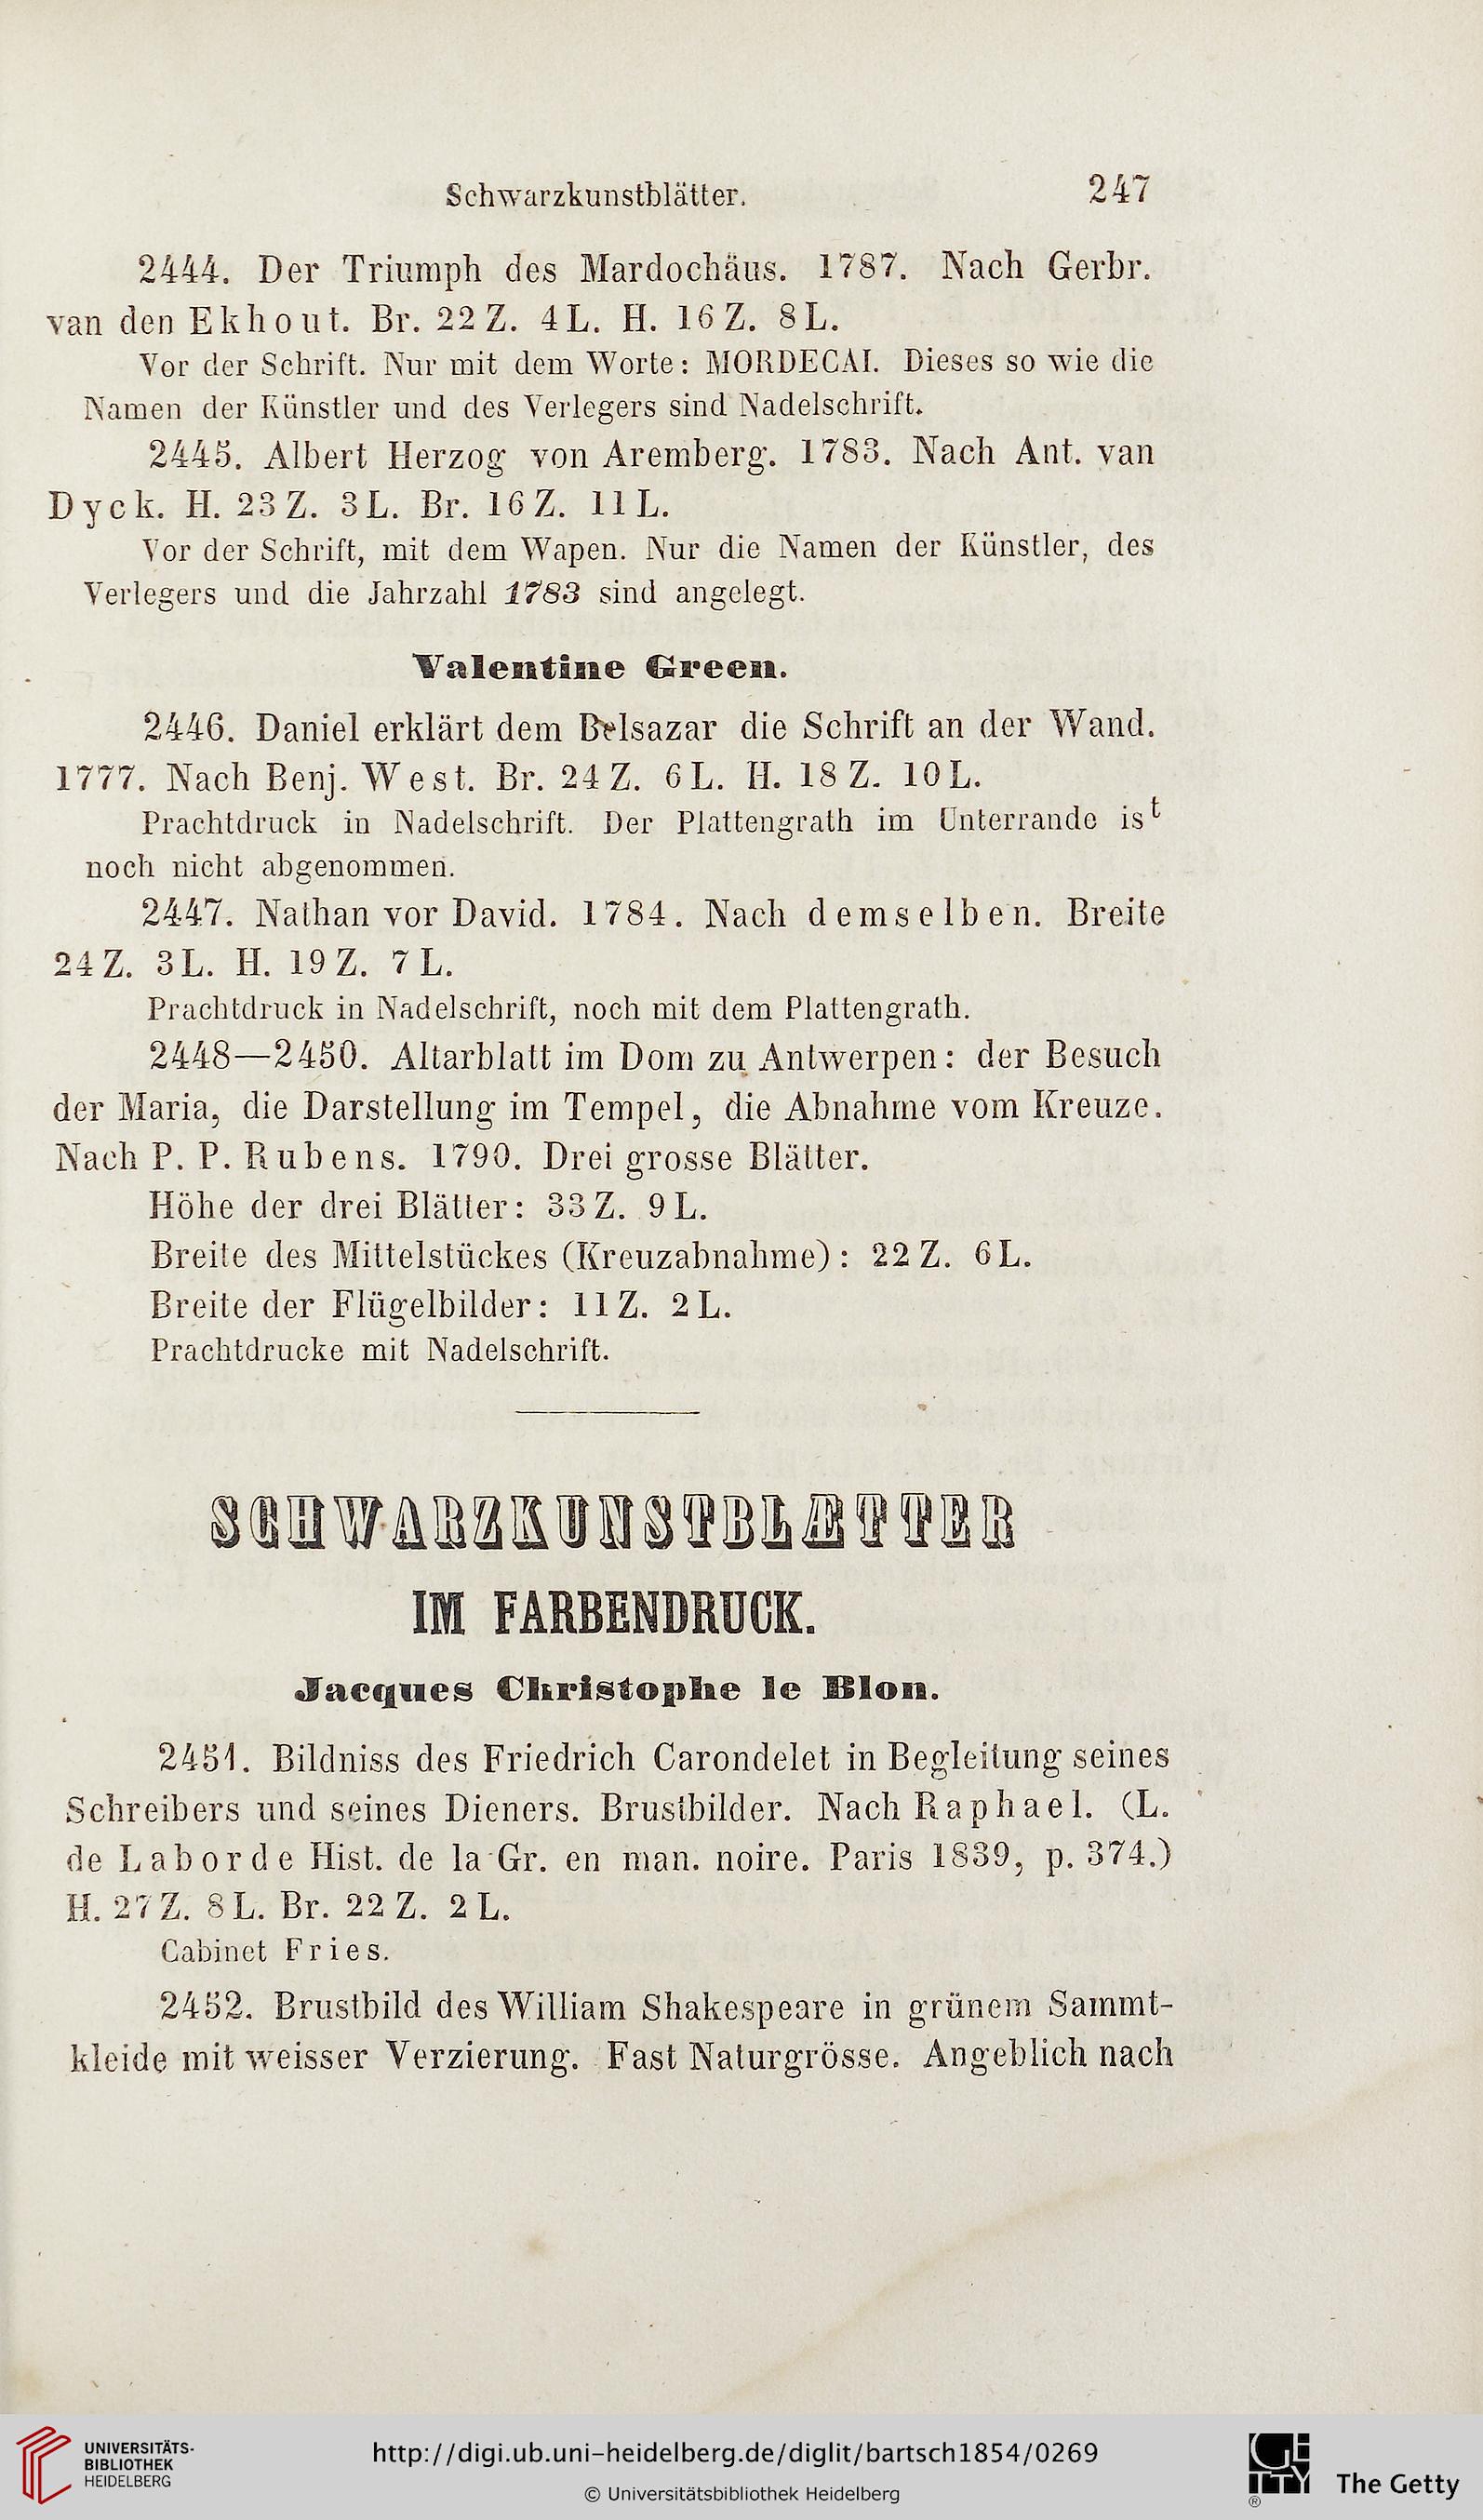 Schwarzkunstblätter. 247
2444. Der Triumph des Mardochäus. 1787. Nach Gerbr.
van den Ekhout. Br. 22 Z. 4 L. H. 16 Z. 8 L.
Vor der Schrift. Nur mit dem Worte: MORDECAI. Dieses so wie die
Namen der Künstler und des Verlegers sind Nadelschrift.
2445. Albert Herzog von Aremberg. 1783. Nach Ant. van
Dyck. H. 23 Z. 3 L. Br. 16 Z. 11 L.
Vor der Schrift, mit dem Wapen. Nur die Namen der Künstler, des
Verlegers und die Jahrzahl 1783 sind angelegt.
Valentine Green.
2446. Daniel erklärt dem Belsazar die Schrift an der Wand.
1777. Nach Benj. West. Br. 24 Z. 6 L. H. 18 Z. 10 L.
Prachtdruck in Nadelschrift. Der Plattengrath im Unterrande ist
noch nicht abgenommen.
2447. Nathan vor David. 1784. Nach demselben. Breite
24 Z. 3 L. H. 19 Z. 7 L.
Prachtdruck in Nadelschrift, noch mit dem Plattengrath.
2448—2450. Altarblatt im Dom zu Antwerpen: der Besuch
der Maria, die Darstellung im Tempel, die Abnahme vom Kreuze.
Nach P. P. Rubens. 1790. Drei grosse Blätter.
Höhe der drei Blätter: 33 Z. 9 L.
Breite des Mittelstückes (Kreuzabnahme): 22 Z. 6 L.
Breite der Flügelbilder: 11 Z. 2 L.
Prachtdrucke mit Nadelschrift.
SCHWARZKUNSTBLÆTTER
IM FARBENDRUCK.
Jacques Christophe le Blon.
2451. Bildniss des Friedrich Carondelet in Begleitung seines
Schreibers und seines Dieners. Brustbilder. Nach Raphael. (L.
de Laborde Hist. de la Gr. en man. noire. Paris 1839, p. 374.)
H. 27 Z. 8 L. Br. 22 Z. 2 L.
Cabinet Fries.
2452. Brustbild des William Shakespeare in grünem Sammt-
kleide mit weisser Verzierung. Fast Naturgrösse. Angeblich nach
UNIVERSITÄTS-
BIBLIOTHEK
HEIDELBERG
http://digi.ub.uni-heidelberg.de/diglit/bartsch1854/0269
© Universitätsbibliothek Heidelberg
GETTY
®
The Getty